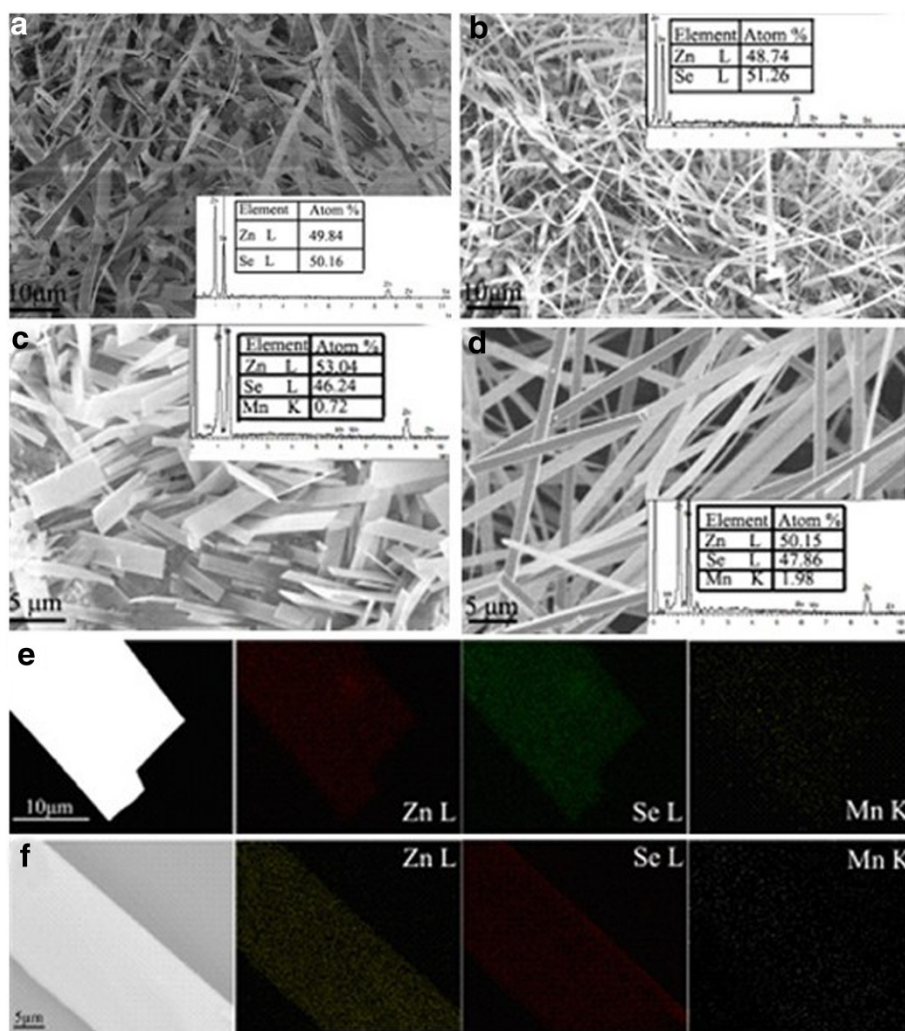 a
Element Atom %
Zn L 49.84
Se L 50.16
10μm
b
Element Atom %
Zn L 48.74
Se L 51.26
10μm
c
Element Atom %
Zn L 53.04
Se L 46.24
Mn K 0.72
5 μm
d
Element Atom %
Zn L 50.15
Se L 47.86
Mn K 1.98
5 μm
e
10μm
Zn L
Se L
Mn K
f
5μm
Zn L
Se L
Mn K